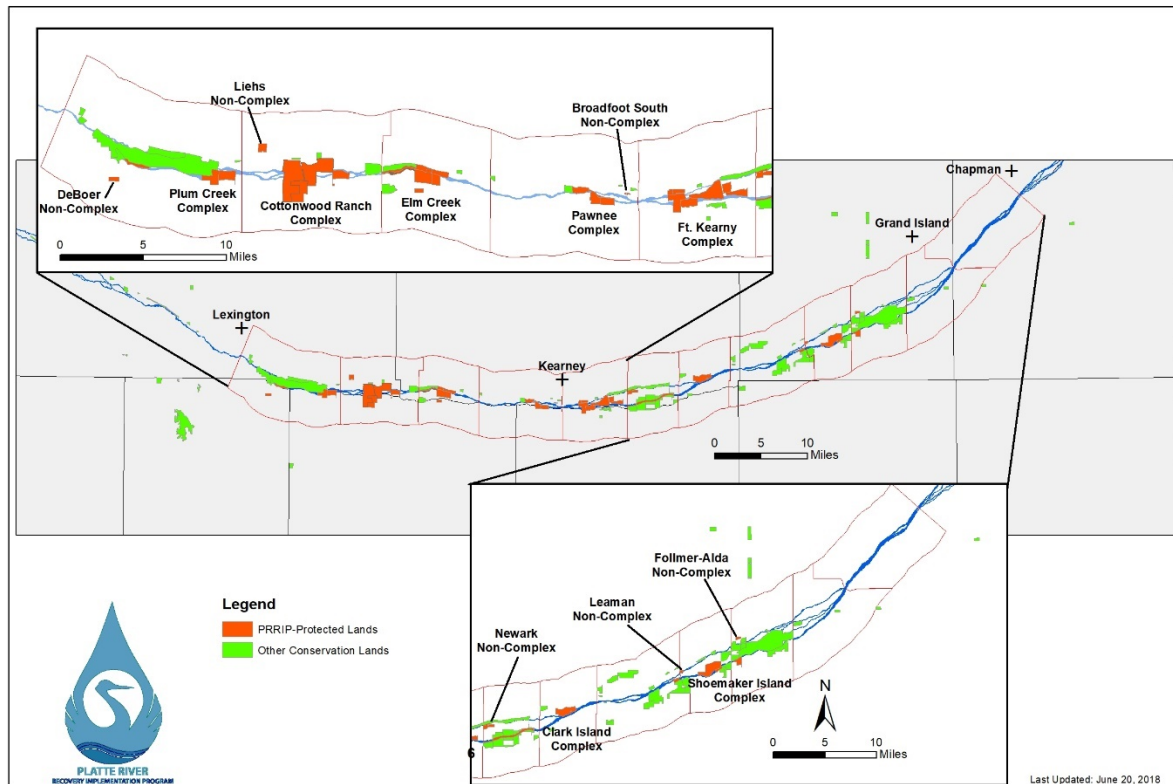 Liehs
Non-Complex
Broadfoot South
Non-Complex
DeBoer
Non-Complex
Plum Creek
Complex
Cottonwood Ranch
Complex
Elm Creek
Complex
Pawnee
Complex
Ft. Kearny
Complex
0 5 10
Miles
Chapman
Grand Island
Lexington
Kearney
0 5 10
Miles
Follmer-Alda
Non-Complex
Leaman
Non-Complex
Newark
Non-Complex
Shoemaker Island
Complex
Clark Island
Complex
6
N
0 5 10
Miles
Legend
PRRIP-Protected Lands
Other Conservation Lands
PLATTE RIVER
RECOVERY IMPLEMENTATION PROGRAM
Last Updated: June 20, 2018